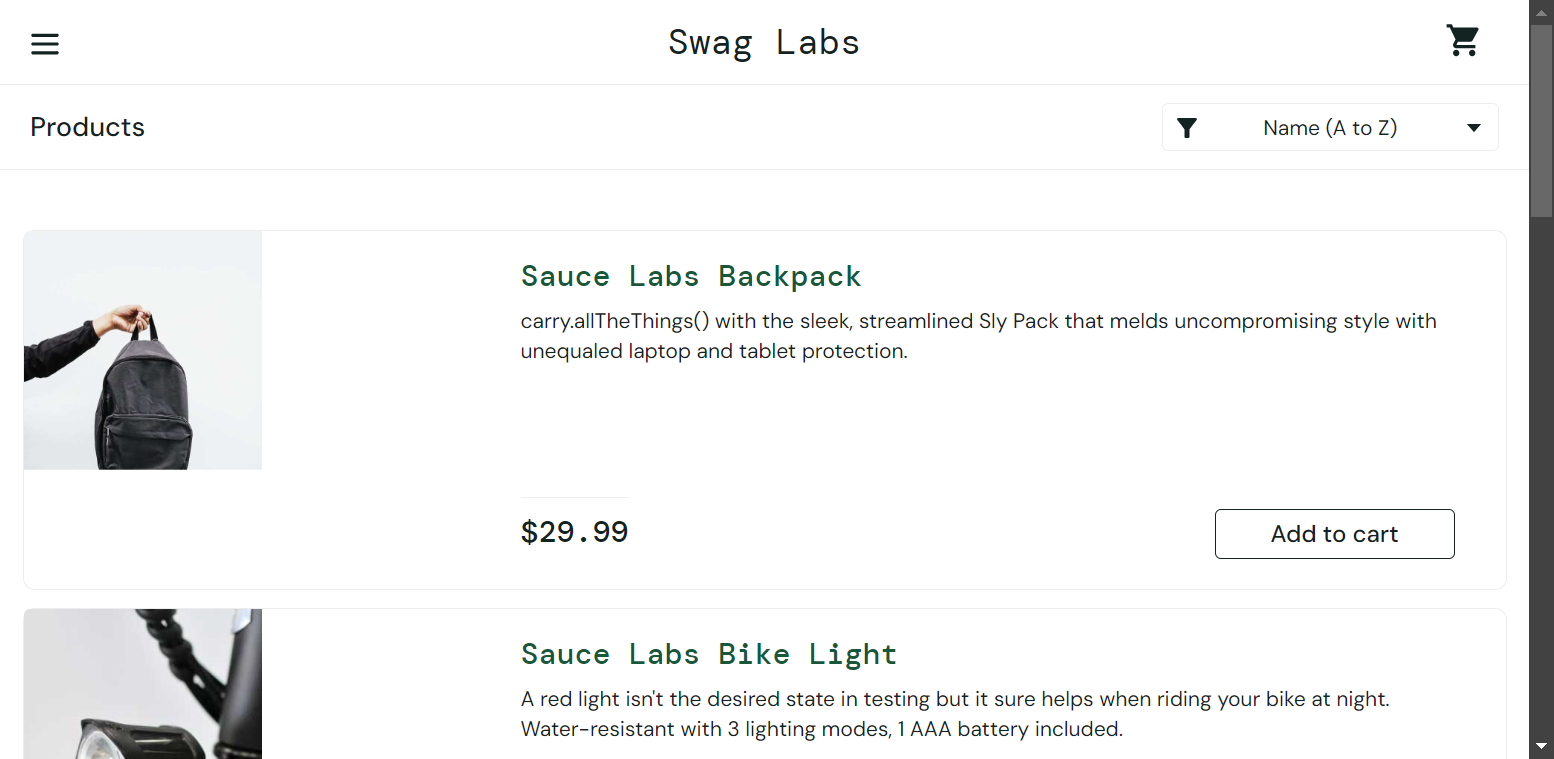 Swag Labs
Products
Name (A to Z)
Sauce Labs Backpack
carry.allTheThings() with the sleek, streamlined Sly Pack that melds uncompromising style with
unequaled laptop and tablet protection.
$29.99
Add to cart
Sauce Labs Bike Light
A red light isn't the desired state in testing but it sure helps when riding your bike at night.
Water-resistant with 3 lighting modes, 1 AAA battery included.